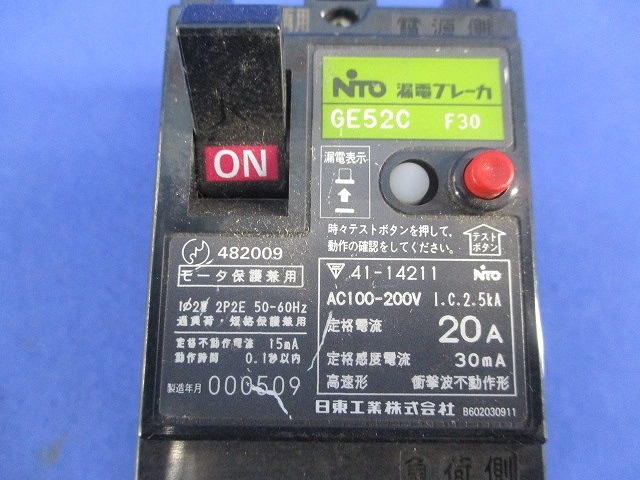 電源側
NITO 漏電ブレーカ
GE52C F30
ON
漏電表示
時々テストボタンを押して、
動作の確認をしてください。
テスト
ボタン
482009
モータ保護兼用
1φ2W 2P2E 50-60Hz
過負荷・短絡保護兼用
定格不動作電流 15mA
動作時間 0.1秒以内
製造年月 000509
41-14211 NITO
AC100-200V I.C.2.5kA
定格電流 20A
定格感度電流 30mA
高速形 衝撃波不動作形
日東工業株式会社 B602030911
負荷側